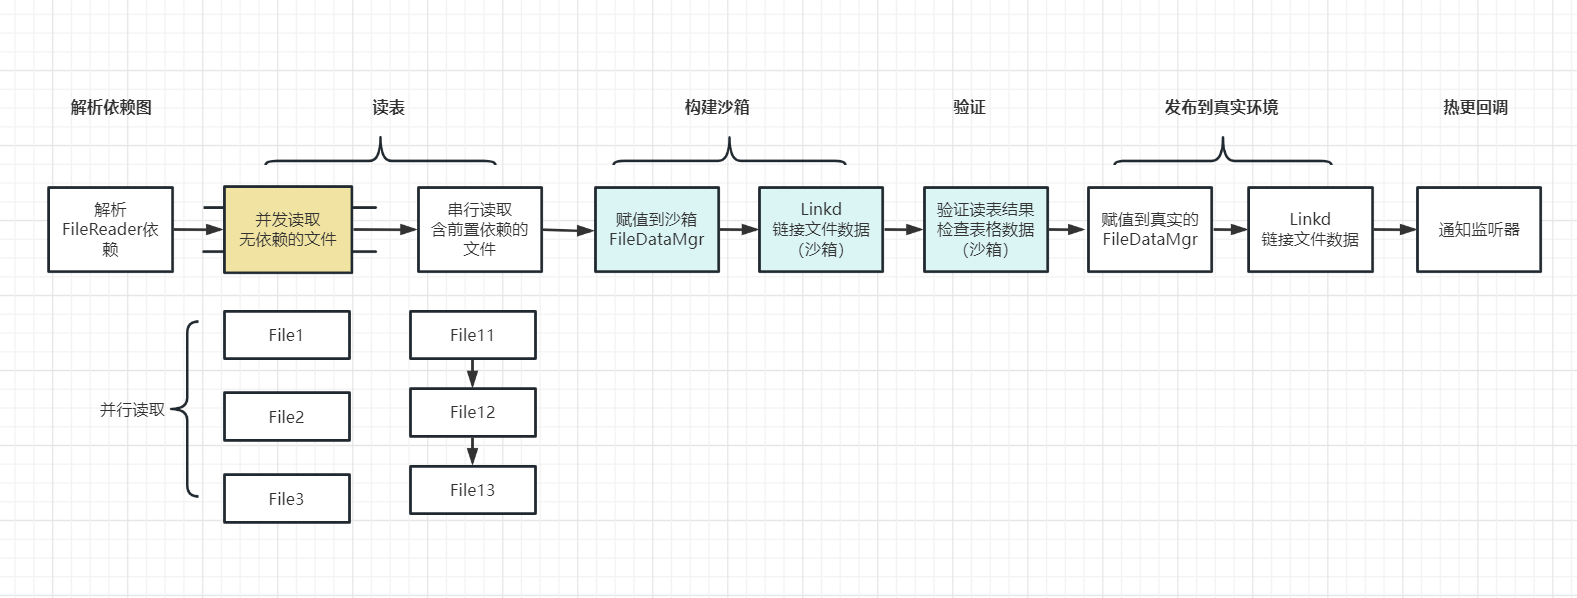 解析依赖图
读表
构建沙箱
验证
发布到真实环境
热更回调
解析
FileReader依
赖
并发读取
无依赖的文件
串行读取
含前置依赖的
文件
赋值到沙箱
FileDataMgr
Linkd
链接文件数据
（沙箱）
验证读表结果
检查表格数据
（沙箱）
赋值到真实的
FileDataMgr
Linkd
链接文件数据
通知监听器
并行读取
File1
File2
File3
File11
File12
File13